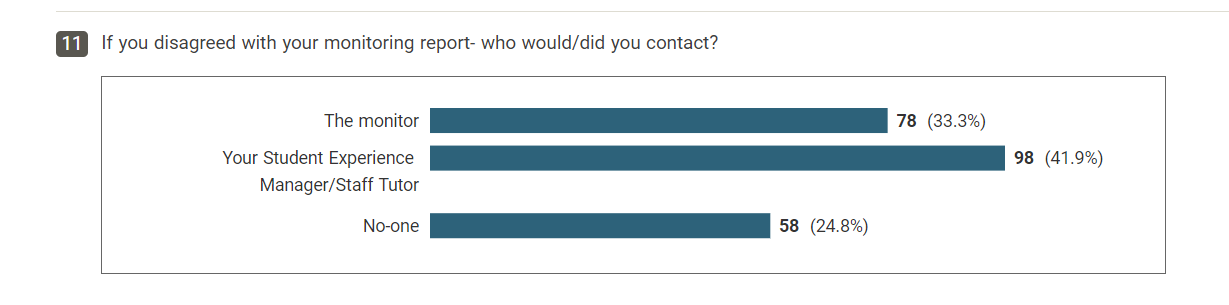 11 If you disagreed with your monitoring report- who would/did you contact?
The monitor 78 (33.3%)
Your Student Experience 98 (41.9%)
Manager/Staff Tutor
No-one 58 (24.8%)